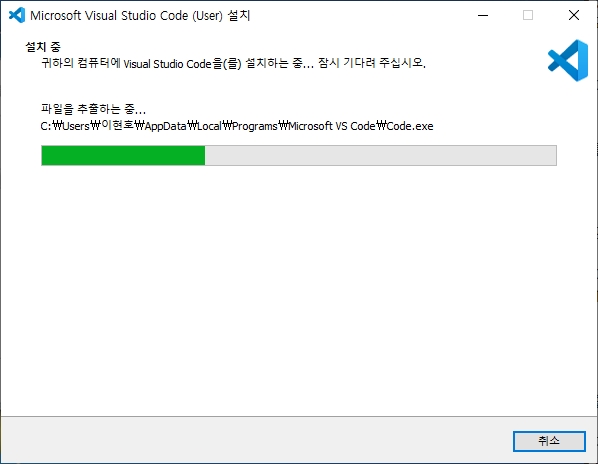 Microsoft Visual Studio Code (User) 설치
설치 중
귀하의 컴퓨터에 Visual Studio Code을(를) 설치하는 중... 잠시 기다려 주십시오.
파일을 추출하는 중...
C:₩Users₩이현호₩AppData₩Local₩Programs₩Microsoft VS Code₩Code.exe
취소